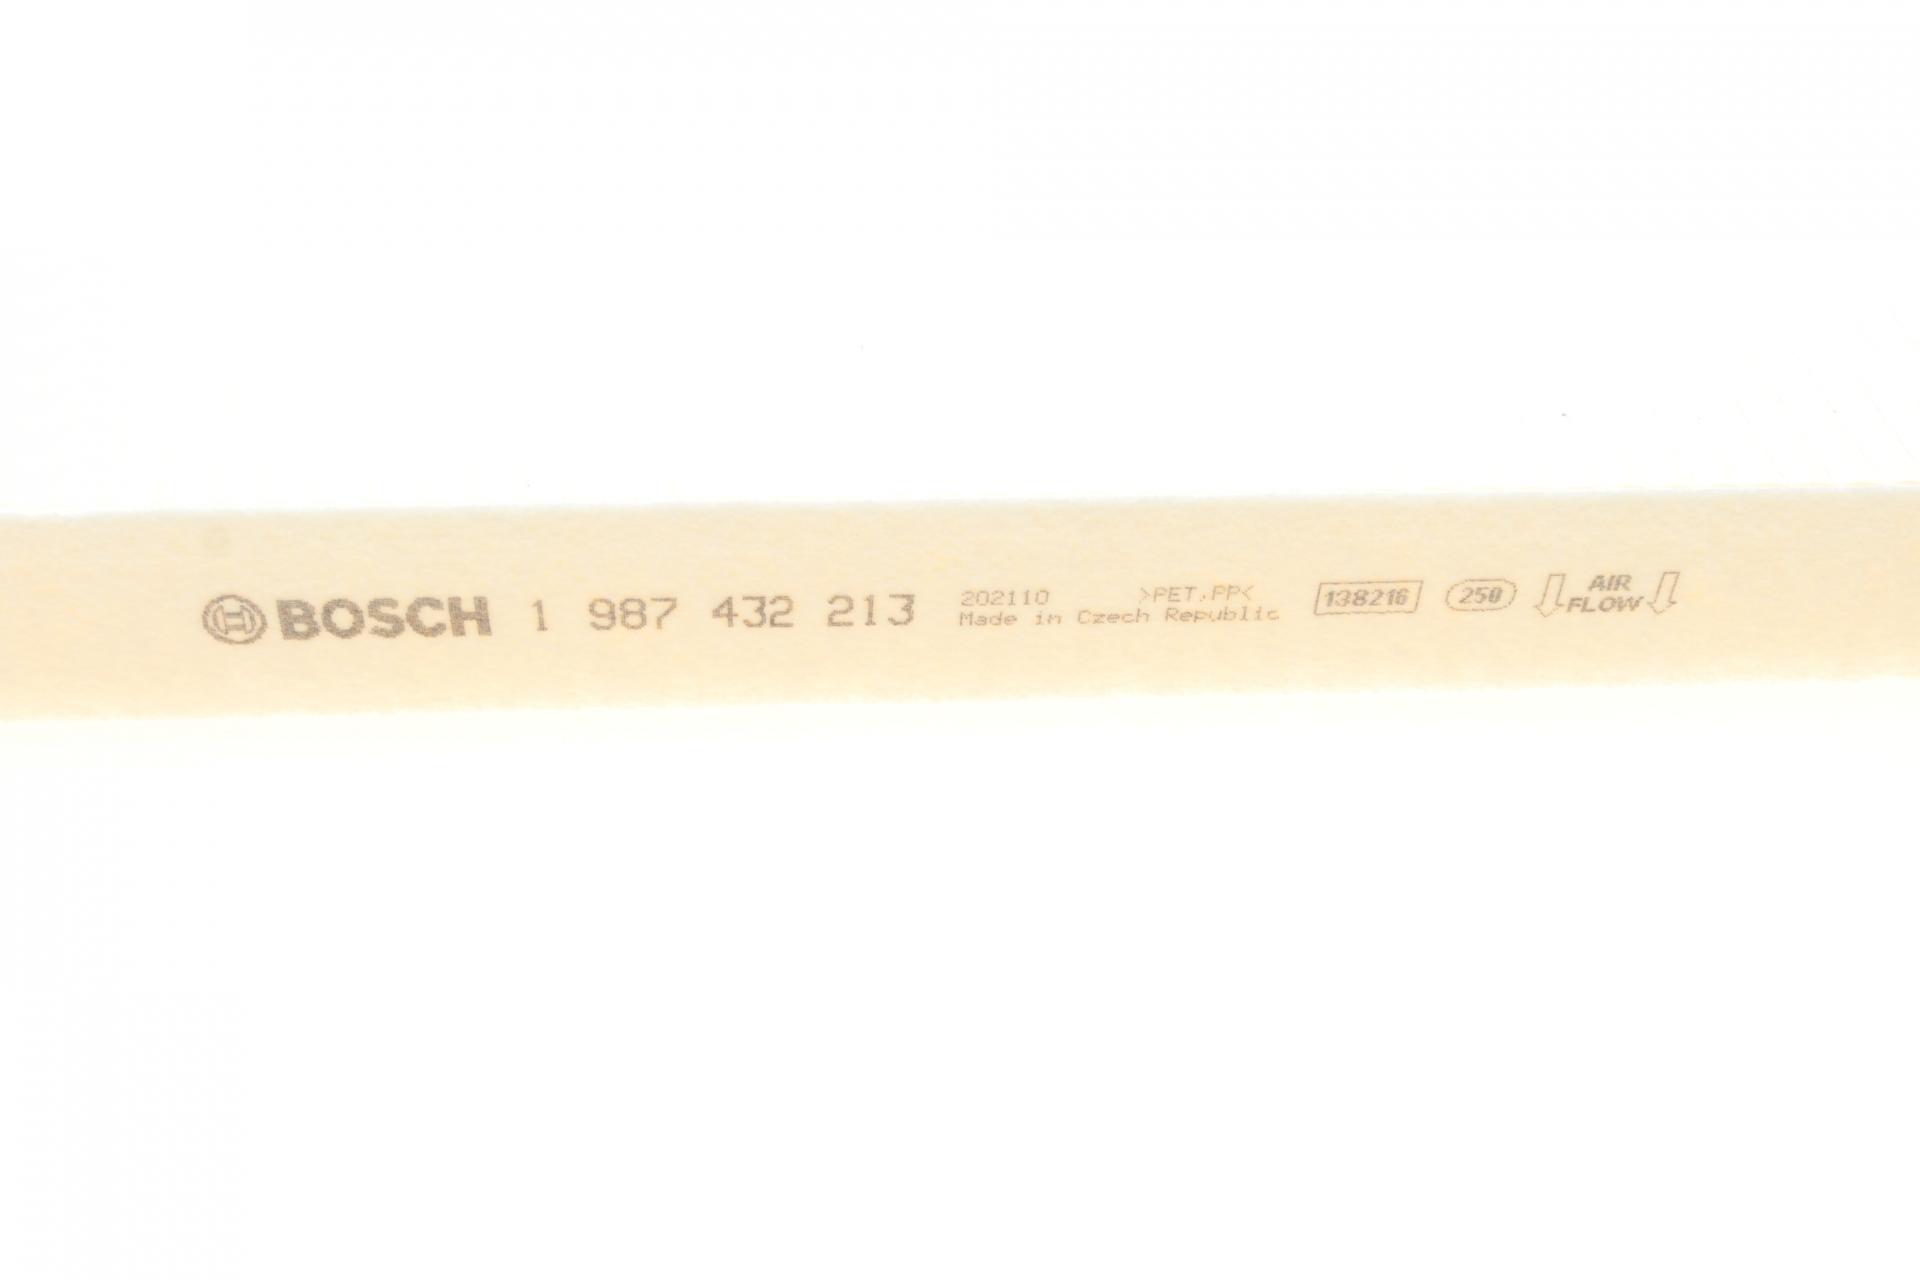 BOSCH 1 987 432 213
202110 >PET,PP<
Made in Czech Republic
138216
250
AIR
FLOW